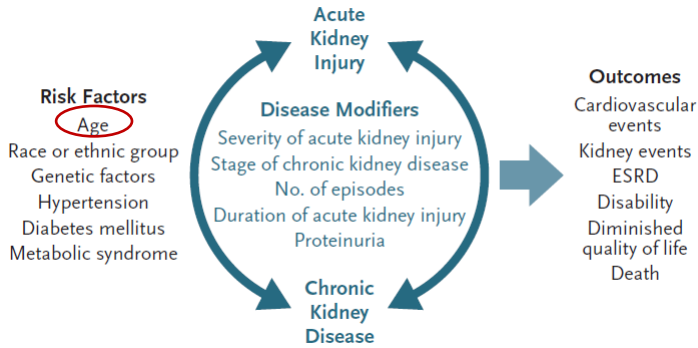 Acute
Kidney
Injury
Risk Factors
Age
Race or ethnic group
Genetic factors
Hypertension
Diabetes mellitus
Metabolic syndrome
Disease Modifiers
Severity of acute kidney injury
Stage of chronic kidney disease
No. of episodes
Duration of acute kidney injury
Proteinuria
Chronic
Kidney
Disease
Outcomes
Cardiovascular
events
Kidney events
ESRD
Disability
Diminished
quality of life
Death